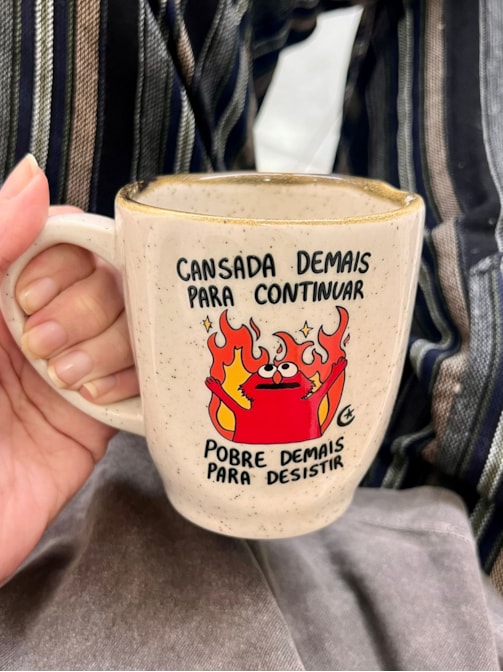 CANSADA DEMAIS
PARA CONTINUAR
POBRE DEMAIS
PARA DESISTIR